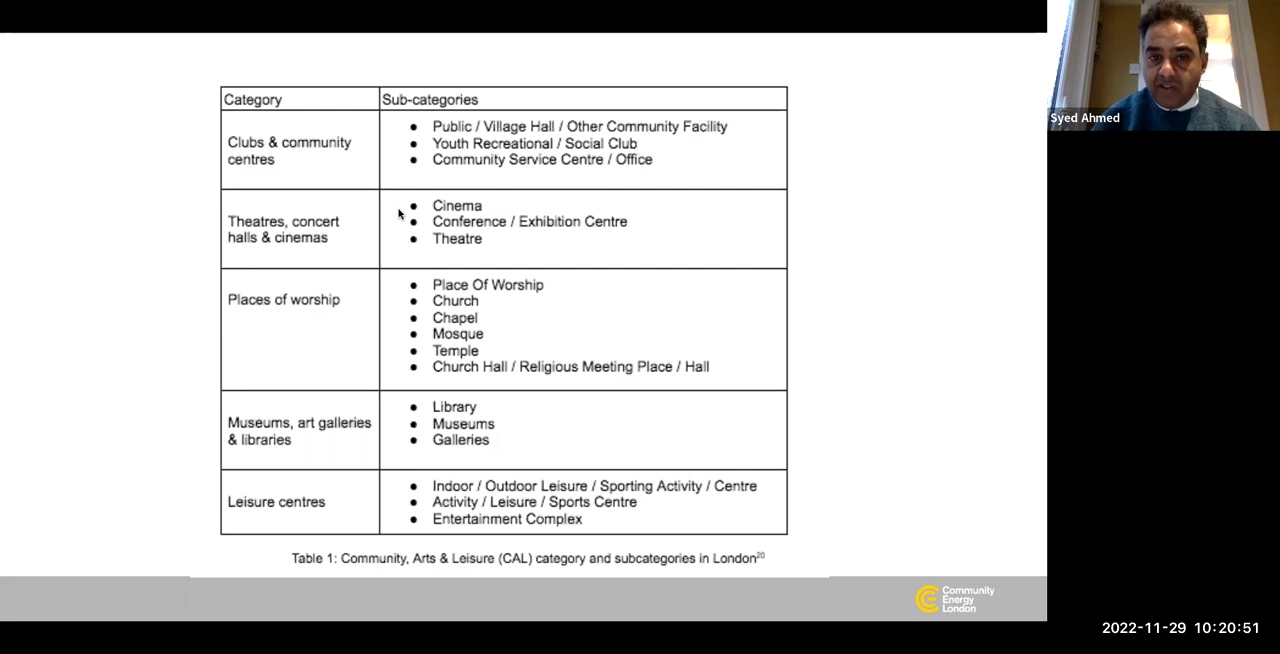 Syed Ahmed
Category
Sub-categories
Clubs & community
centres
Public / Village Hall / Other Community Facility
Youth Recreational / Social Club
Community Service Centre / Office
Theatres, concert
halls & cinemas
Cinema
Conference / Exhibition Centre
Theatre
Places of worship
Place Of Worship
Church
Chapel
Mosque
Temple
Church Hall / Religious Meeting Place / Hall
Museums, art galleries
& libraries
Library
Museums
Galleries
Leisure centres
Indoor / Outdoor Leisure / Sporting Activity / Centre
Activity / Leisure / Sports Centre
Entertainment Complex
Table 1: Community, Arts & Leisure (CAL) category and subcategories in London20
Community
Energy
London
2022-11-29 10:20:51